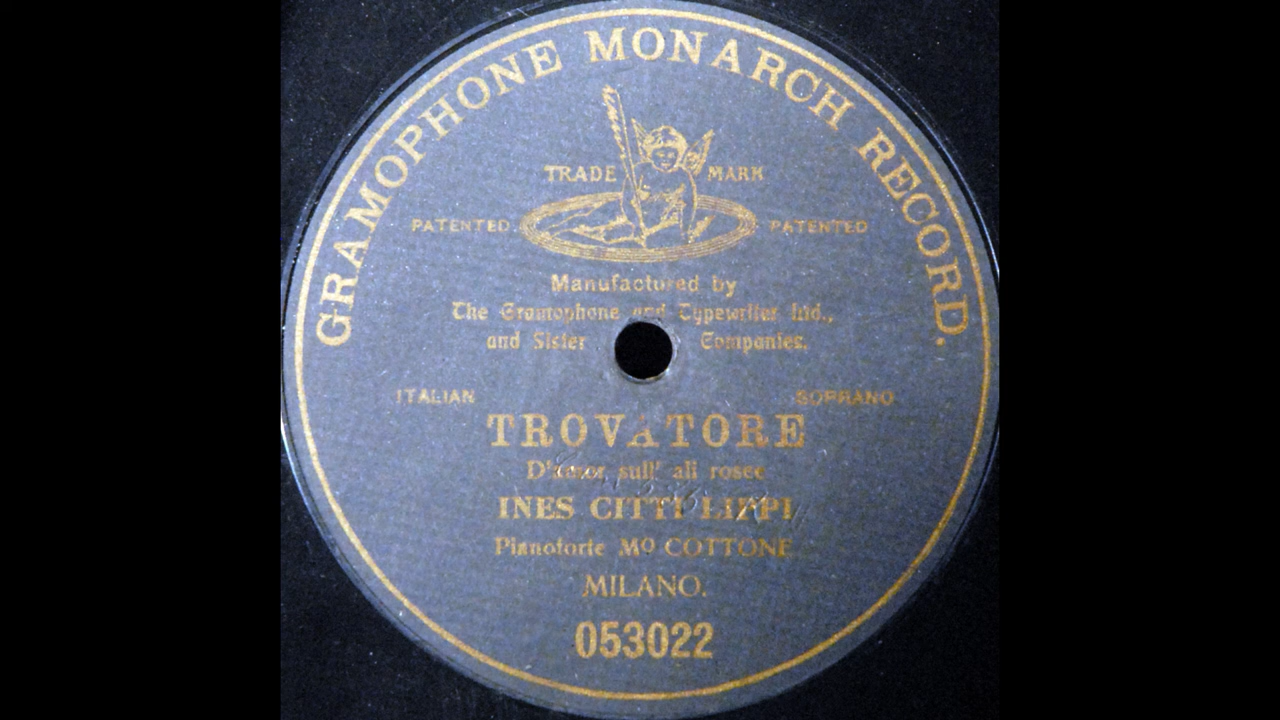 GRAMOPHONE MONARCH RECORD.
TRADE MARK
PATENTED. PATENTED
Manufactured by
The Gramophone and Typewriter Ltd.,
and Sister Companies.
ITALIAN SOPRANO
TROVATORE
D'amor sull' ali rosee
INES CITTI LIPPI
Pianoforte Mº COTTONE
MILANO.
053022